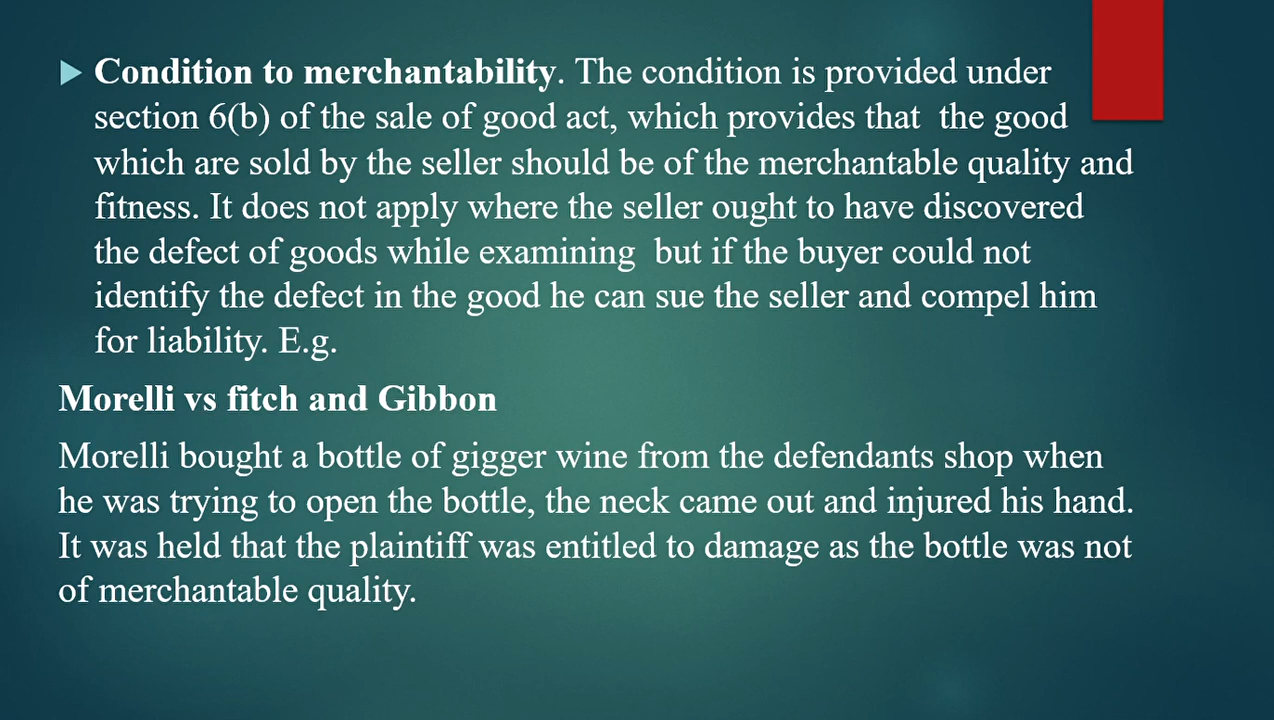 Condition to merchantability. The condition is provided under
section 6(b) of the sale of good act, which provides that the good
which are sold by the seller should be of the merchantable quality and
fitness. It does not apply where the seller ought to have discovered
the defect of goods while examining but if the buyer could not
identify the defect in the good he can sue the seller and compel him
for liability. E.g.
Morelli vs fitch and Gibbon
Morelli bought a bottle of gigger wine from the defendants shop when
he was trying to open the bottle, the neck came out and injured his hand.
It was held that the plaintiff was entitled to damage as the bottle was not
of merchantable quality.